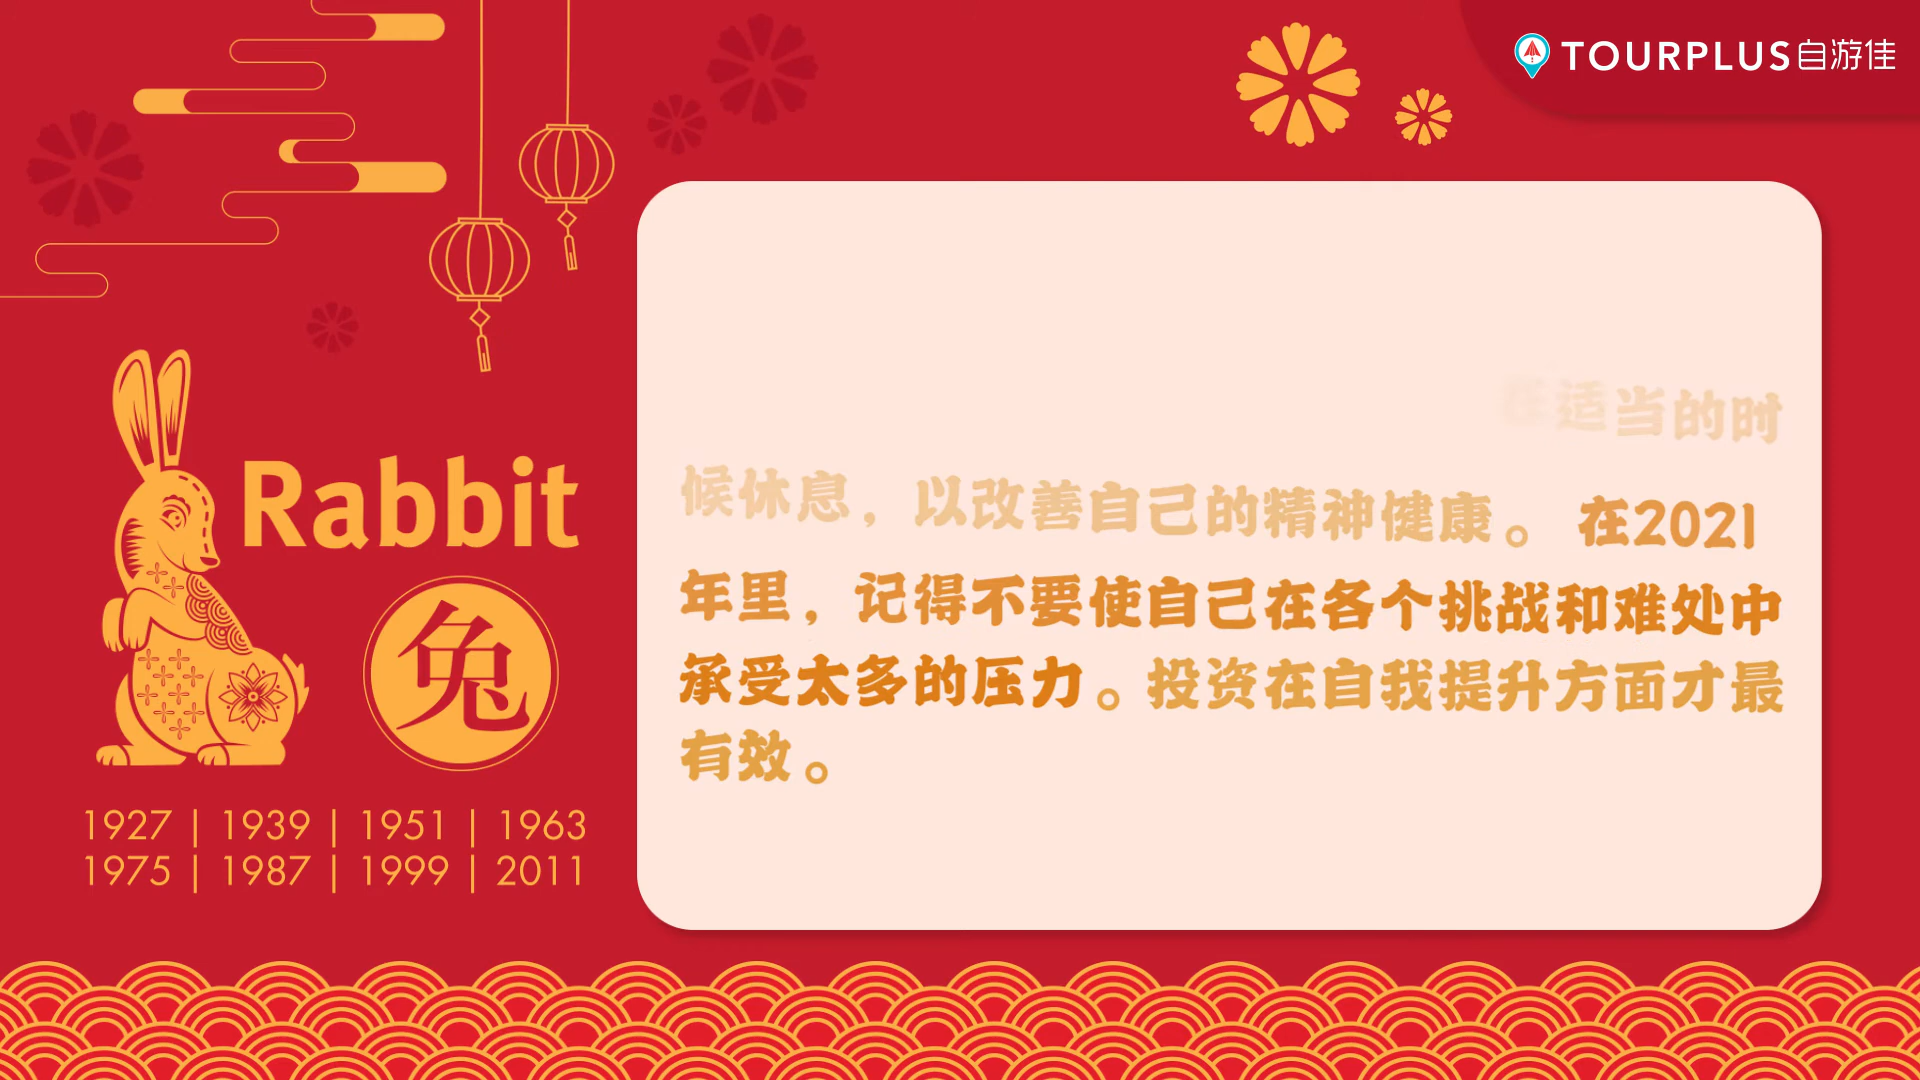 TOURPLUS自游佳
Rabbit
兔
1927 | 1939 | 1951 | 1963
1975 | 1987 | 1999 | 2011
在适当的时
候休息，以改善自己的精神健康。 在2021
年里，记得不要使自己在各个挑战和难处中
承受太多的压力。投资在自我提升方面才最
有效。